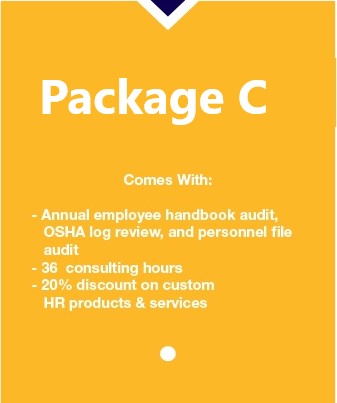 Package C
Comes With:
- Annual employee handbook audit,
OSHA log review, and personnel file
audit
- 36 consulting hours
- 20% discount on custom
HR products & services